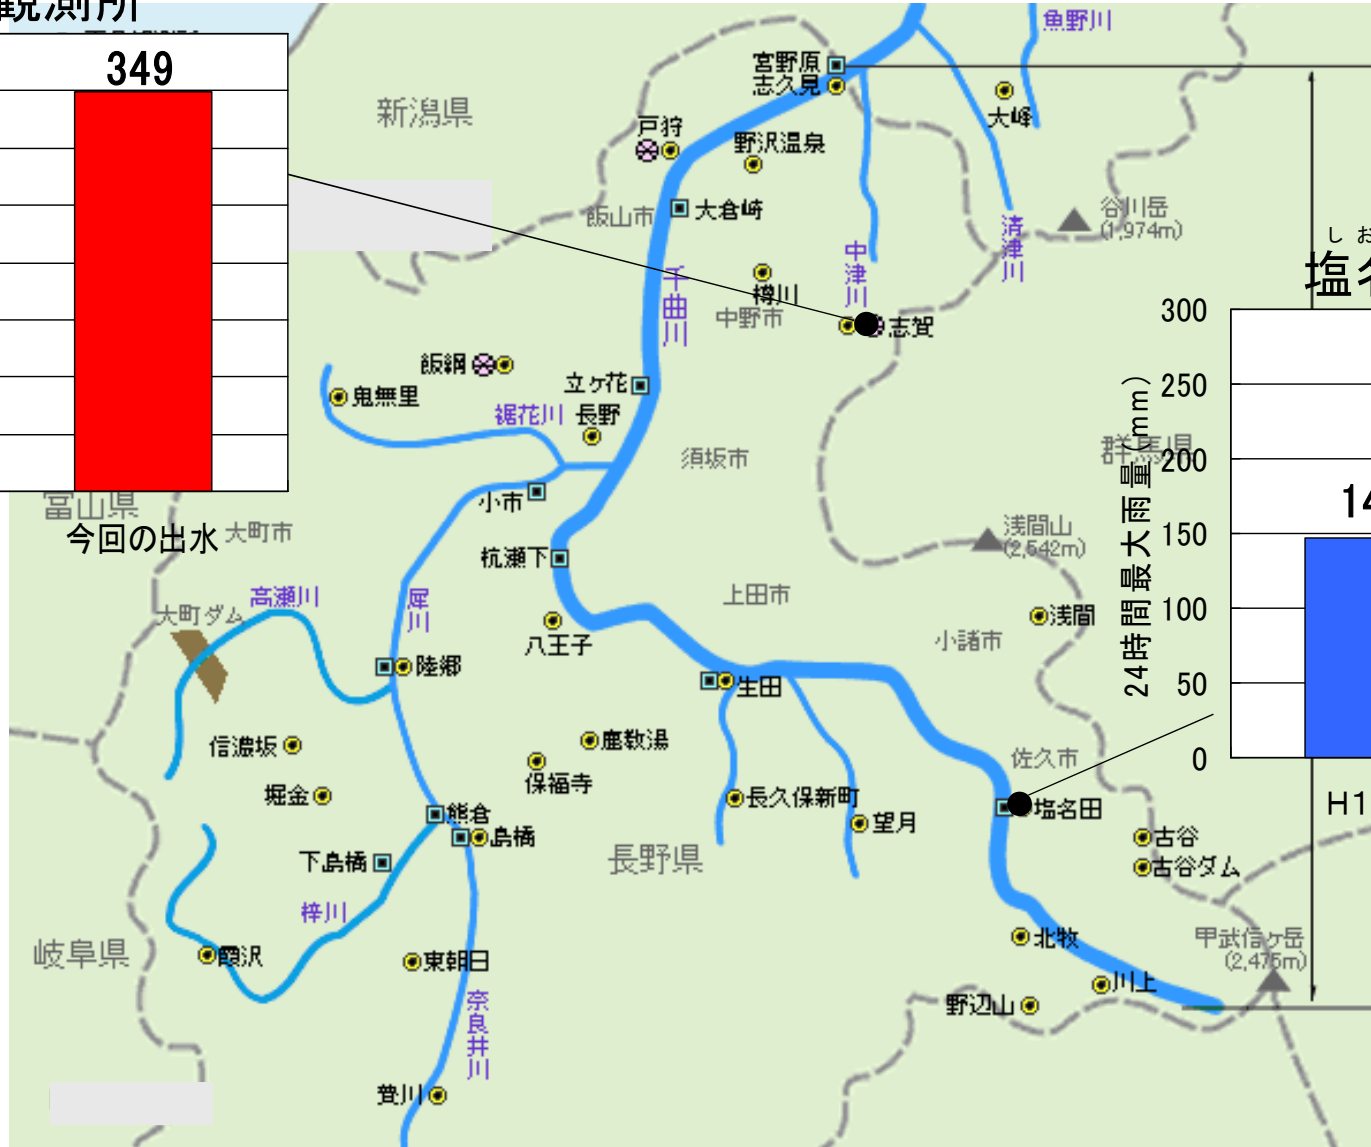 観測所
349
今回の出水
新潟県
魚野川
宮野原
志久見
大峰
戸狩
野沢温泉
飯山市
大倉崎
谷川岳
(1,974m)
清津川
中津川
千曲川
樽川
中野市
志賀
飯綱
鬼無里
立ヶ花
裾花川
長野
須坂市
群馬県
小市
富山県
大町市
杭瀬下
浅間山
(2,542m)
高瀬川
大町ダム
犀川
上田市
浅間
小諸市
八王子
陸郷
生田
信濃坂
鹿教湯
保福寺
佐久市
堀金
長久保新町
望月
塩名田
熊倉
島橋
下島橋
長野県
古谷
古谷ダム
梓川
岐阜県
霞沢
東朝日
北牧
甲武信ヶ岳
(2,475m)
川上
野辺山
奈良井川
しお
塩名
24時間最大雨量(mm)
300
250
200
150
100
50
0
14
H1